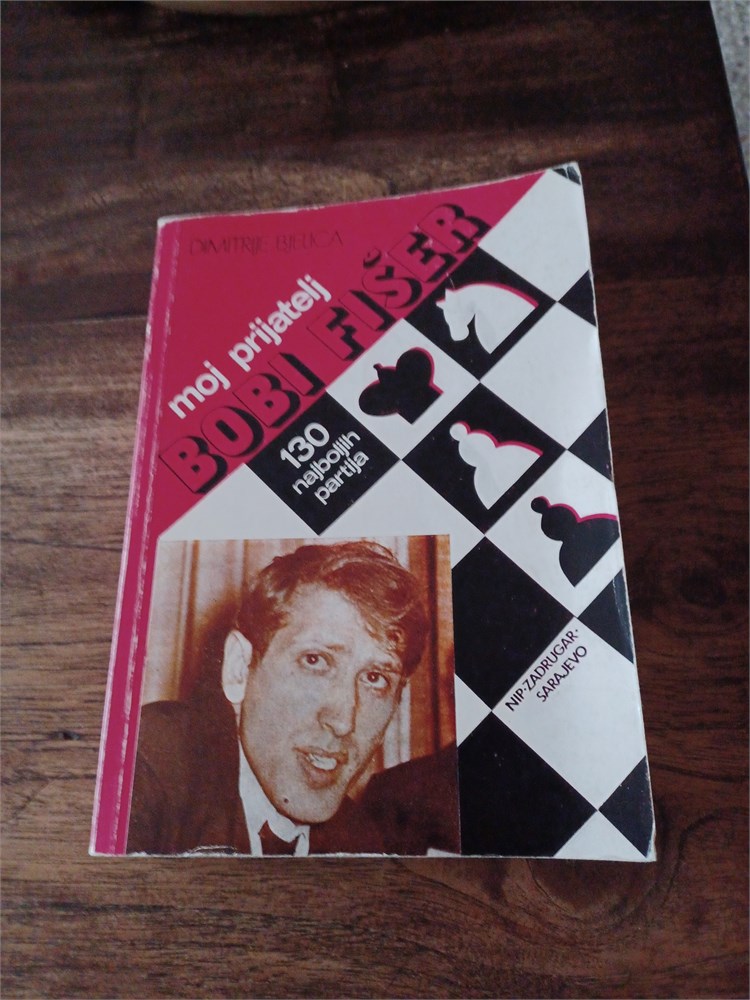 DIMITRIJE BJELICA
moj prijatelj
BOBI FIŠER
130
najboljih
partija
NIP·ZADRUGAR·
SARAJEVO